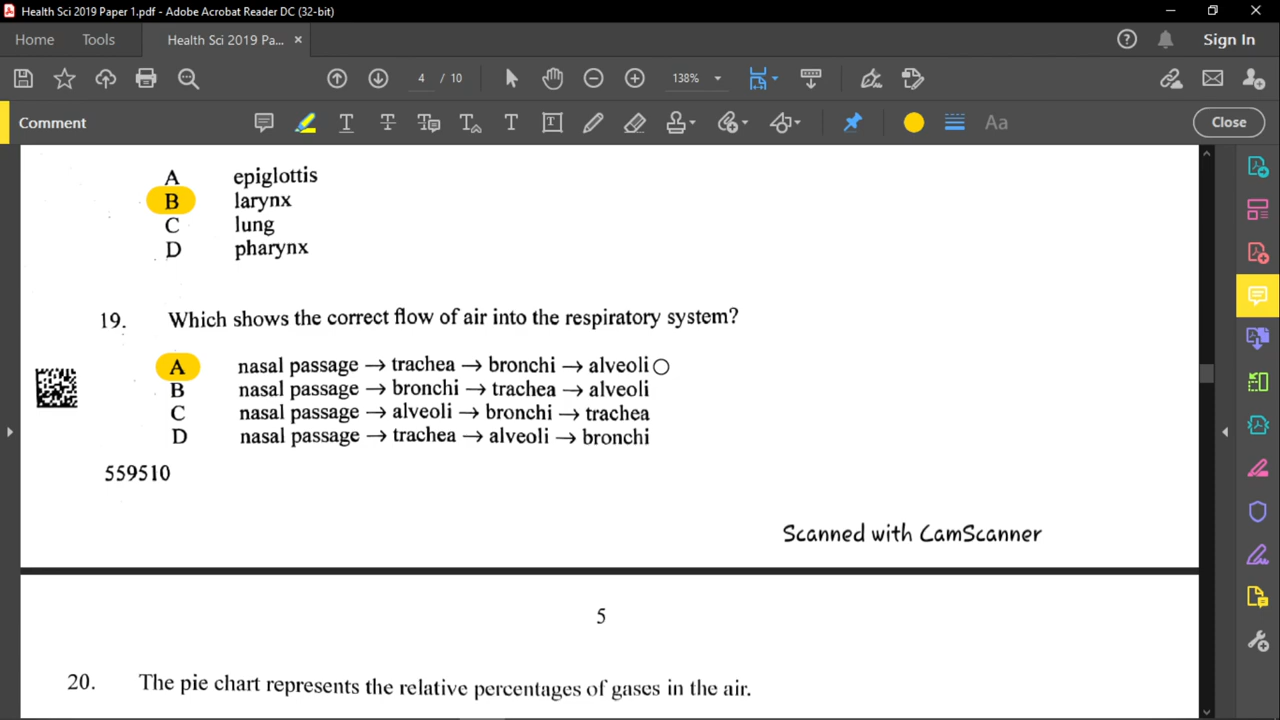 Health Sci 2019 Paper 1.pdf - Adobe Acrobat Reader DC (32-bit)
Home Tools Health Sci 2019 Pa... × Sign In
4 / 10 138%
Comment Aa Close
A epiglottis
B larynx
C lung
D pharynx
19. Which shows the correct flow of air into the respiratory system?
A nasal passage → trachea → bronchi → alveoli
B nasal passage → bronchi → trachea → alveoli
C nasal passage → alveoli → bronchi → trachea
D nasal passage → trachea → alveoli → bronchi
559510
Scanned with CamScanner
5
20. The pie chart represents the relative percentages of gases in the air.